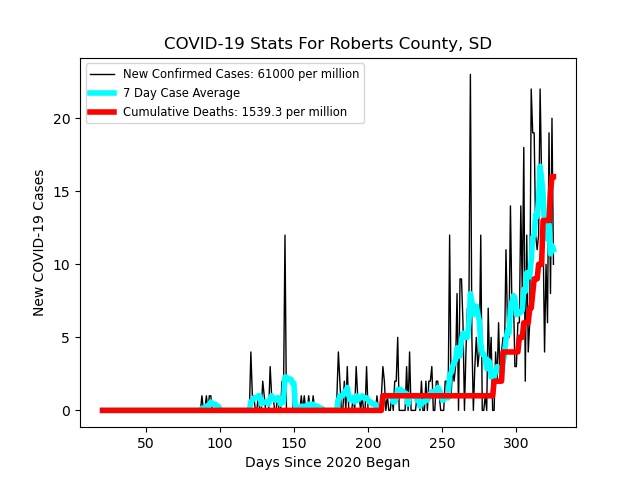 COVID-19 Stats For Roberts County, SD
New Confirmed Cases: 61000 per million
7 Day Case Average
Cumulative Deaths: 1539.3 per million
New COVID-19 Cases
20
15
10
5
0
50
100
150
200
250
300
Days Since 2020 Began